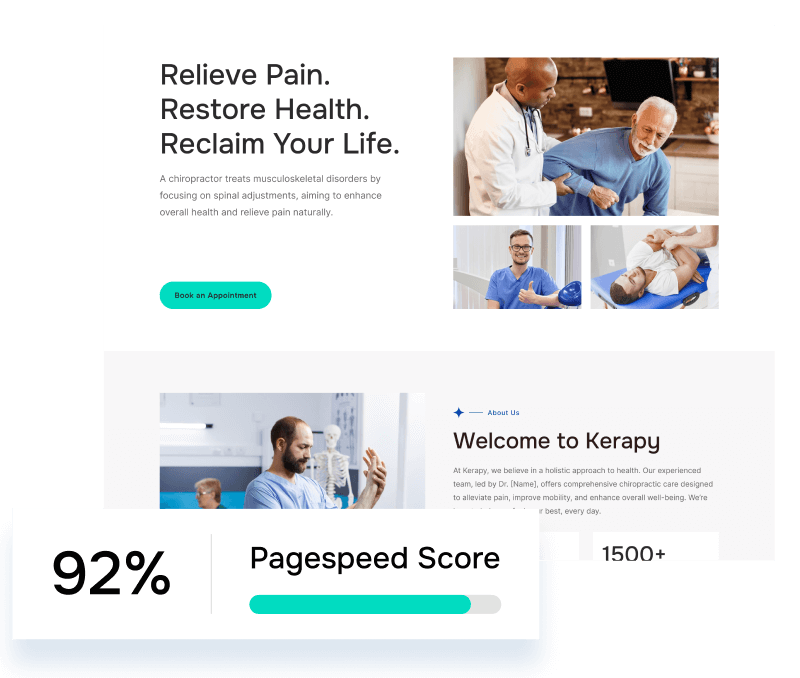 Relieve Pain.
Restore Health.
Reclaim Your Life.
A chiropractor treats musculoskeletal disorders by
focusing on spinal adjustments, aiming to enhance
overall health and relieve pain naturally.
Book an Appointment
About Us
Welcome to Kerapy
At Kerapy, we believe in a holistic approach to health. Our experienced
team, led by Dr. [Name], offers comprehensive chiropractic care designed
to alleviate pain, improve mobility, and enhance overall well-being. We're
best, every day.
1500+
92%
Pagespeed Score